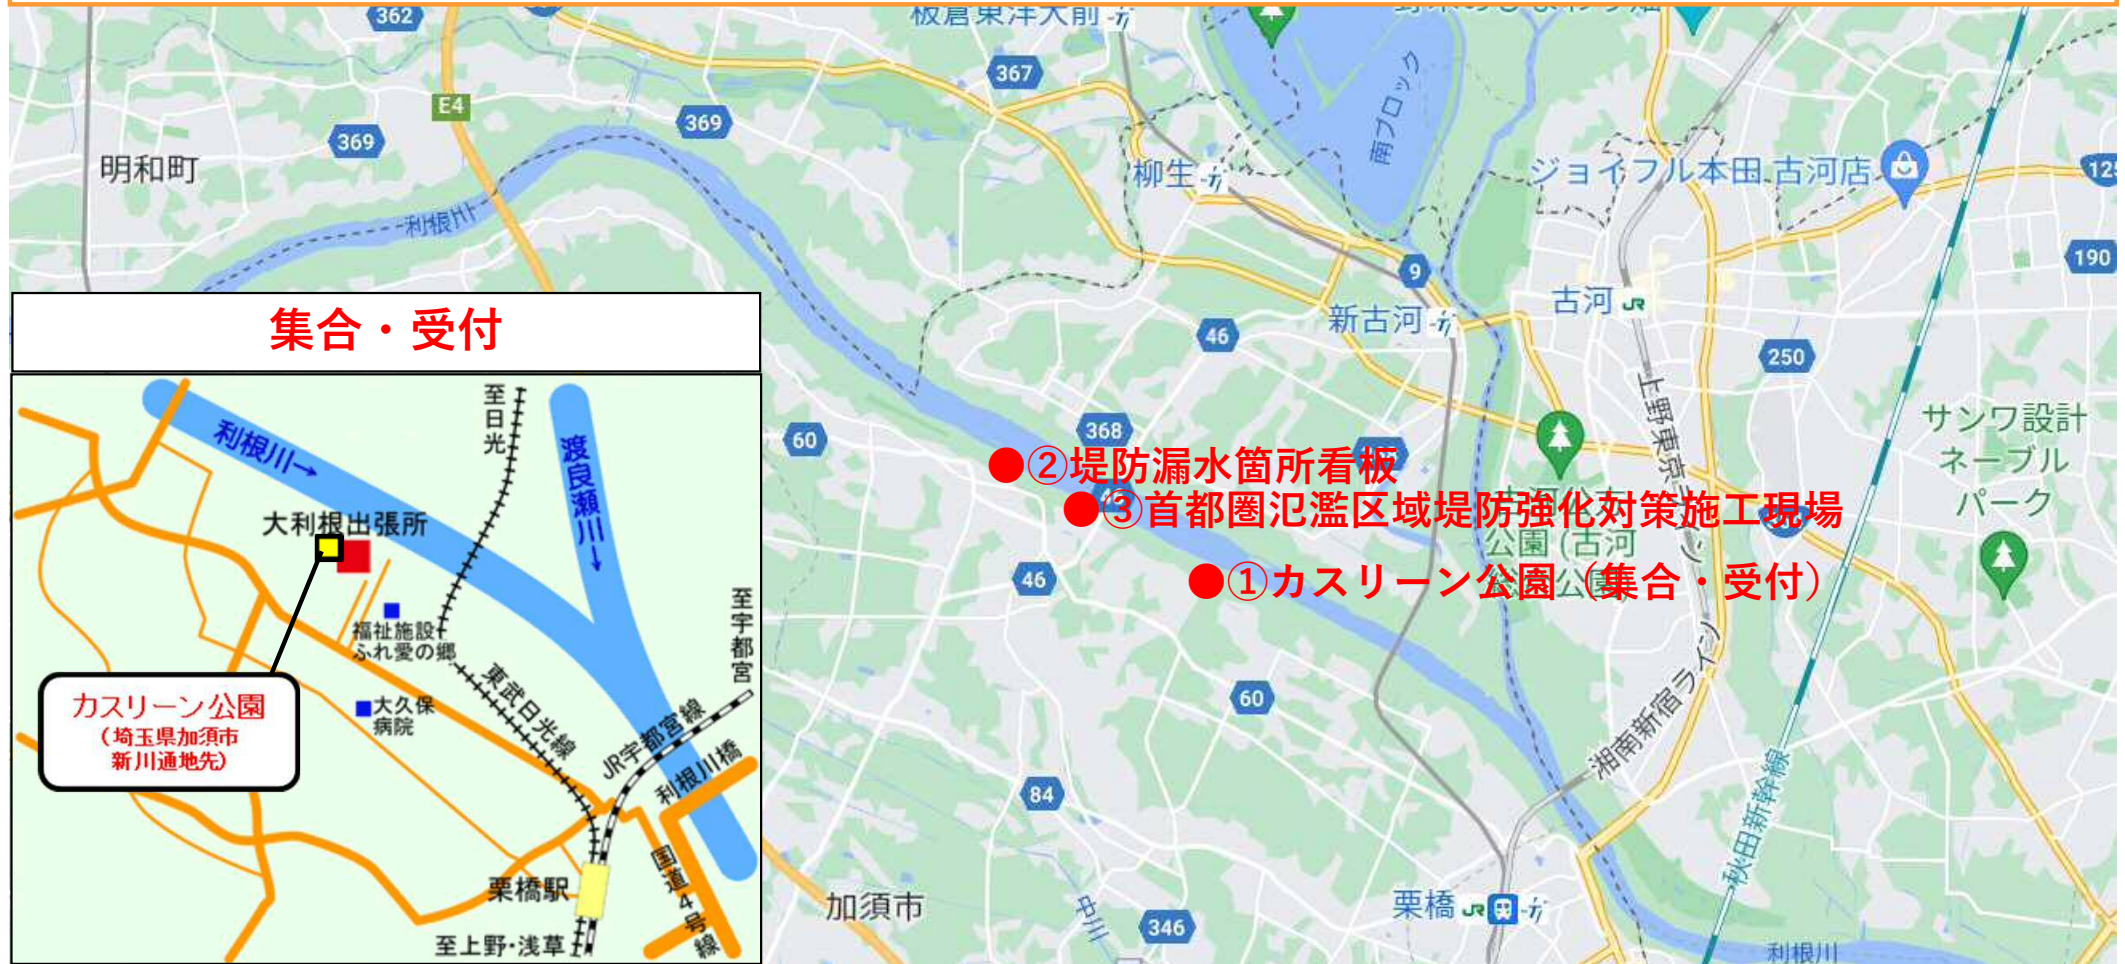 362
板倉東洋大前
367
E4
369
369
明和町
利根川
柳生
南ブロック
ジョイフル本田 古河店
125
190
9
古河 JR
新古河
46
250
上野東京ライン
サンワ設計
ネーブル
パーク
60
368
●②堤防漏水箇所看板
●③首都圏氾濫区域堤防強化対策施工現場
公園 (古河
●①カスリーン公園（集合・受付）
46
60
湘南新宿ライン
84
秋田新幹線
加須市
中川
346
栗橋 JR
利根川
集合・受付
利根川→
至日光
渡良瀬川→
大利根出張所
福祉施設
ふれ愛の郷
至宇都宮
カスリーン公園
（埼玉県加須市
新川通地先）
大久保
病院
東武日光線
JR宇都宮線
利根川橋
国道4号線
栗橋駅
至上野・浅草